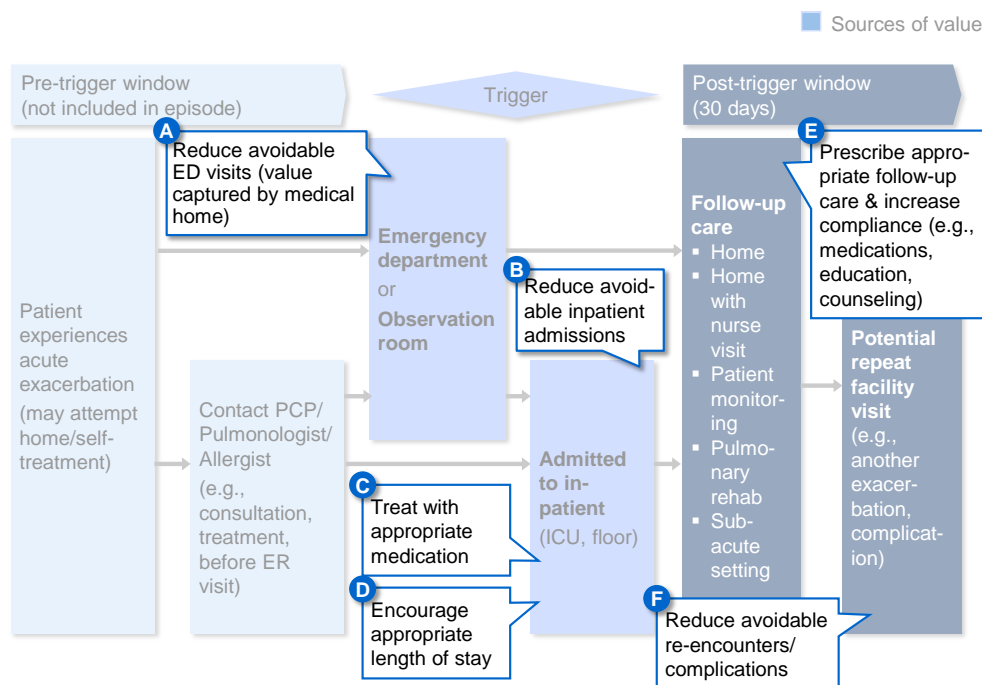 Sources of value
Pre-trigger window
(not included in episode)
Trigger
Post-trigger window
(30 days)
A
Reduce avoidable
ED visits (value
captured by medical
home)
Patient
experiences
acute
exacerbation
(may attempt
home/self-
treatment)
Contact PCP/
Pulmonologist/
Allergist
(e.g.,
consultation,
treatment,
before ER
visit)
Emergency
department
or
Observation
room
B
Reduce avoid-
able inpatient
admissions
C
Treat with
appropriate
medication
D
Encourage
appropriate
length of stay
Admitted
to in-
patient
(ICU, floor)
Follow-up
care
▪ Home
▪ Home
with
nurse
visit
▪ Patient
monitor-
ing
▪ Pulmo-
nary
rehab
▪ Sub-
acute
setting
E
Prescribe appro-
priate follow-up
care & increase
compliance (e.g.,
medications,
education,
counseling)
Potential
repeat
facility
visit
(e.g.,
another
exacer-
bation,
complicat-
ion)
F
Reduce avoidable
re-encounters/
complications